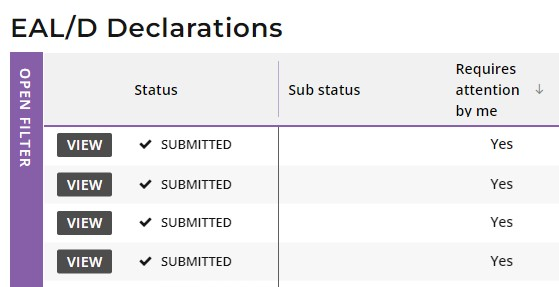 EAL/D Declarations
OPEN FILTER
Status
Sub status
Requires
attention
by me
VIEW SUBMITTED Yes
VIEW SUBMITTED Yes
VIEW SUBMITTED Yes
VIEW SUBMITTED Yes